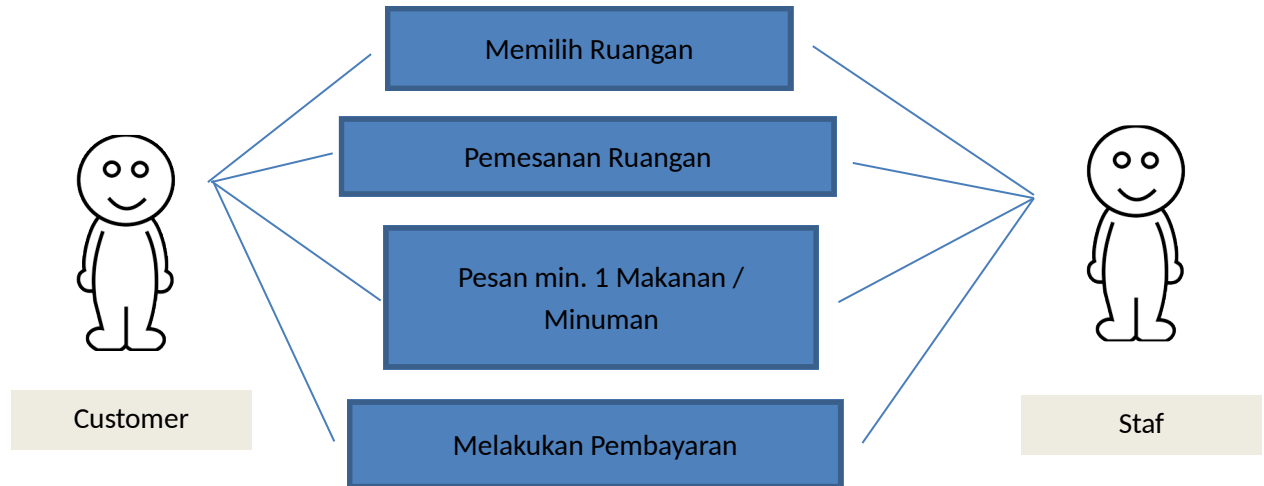 Memilih Ruangan
Pemesanan Ruangan
Pesan min. 1 Makanan /
Minuman
Melakukan Pembayaran
Customer
Staf